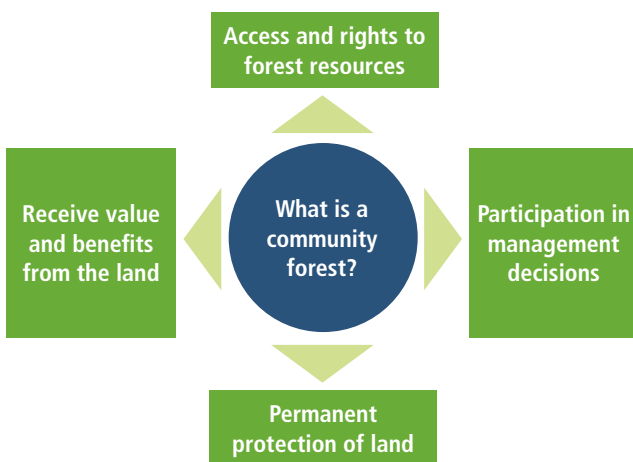 Access and rights to
forest resources
Receive value
and benefits
from the land
What is a
community
forest?
Participation in
management
decisions
Permanent
protection of land